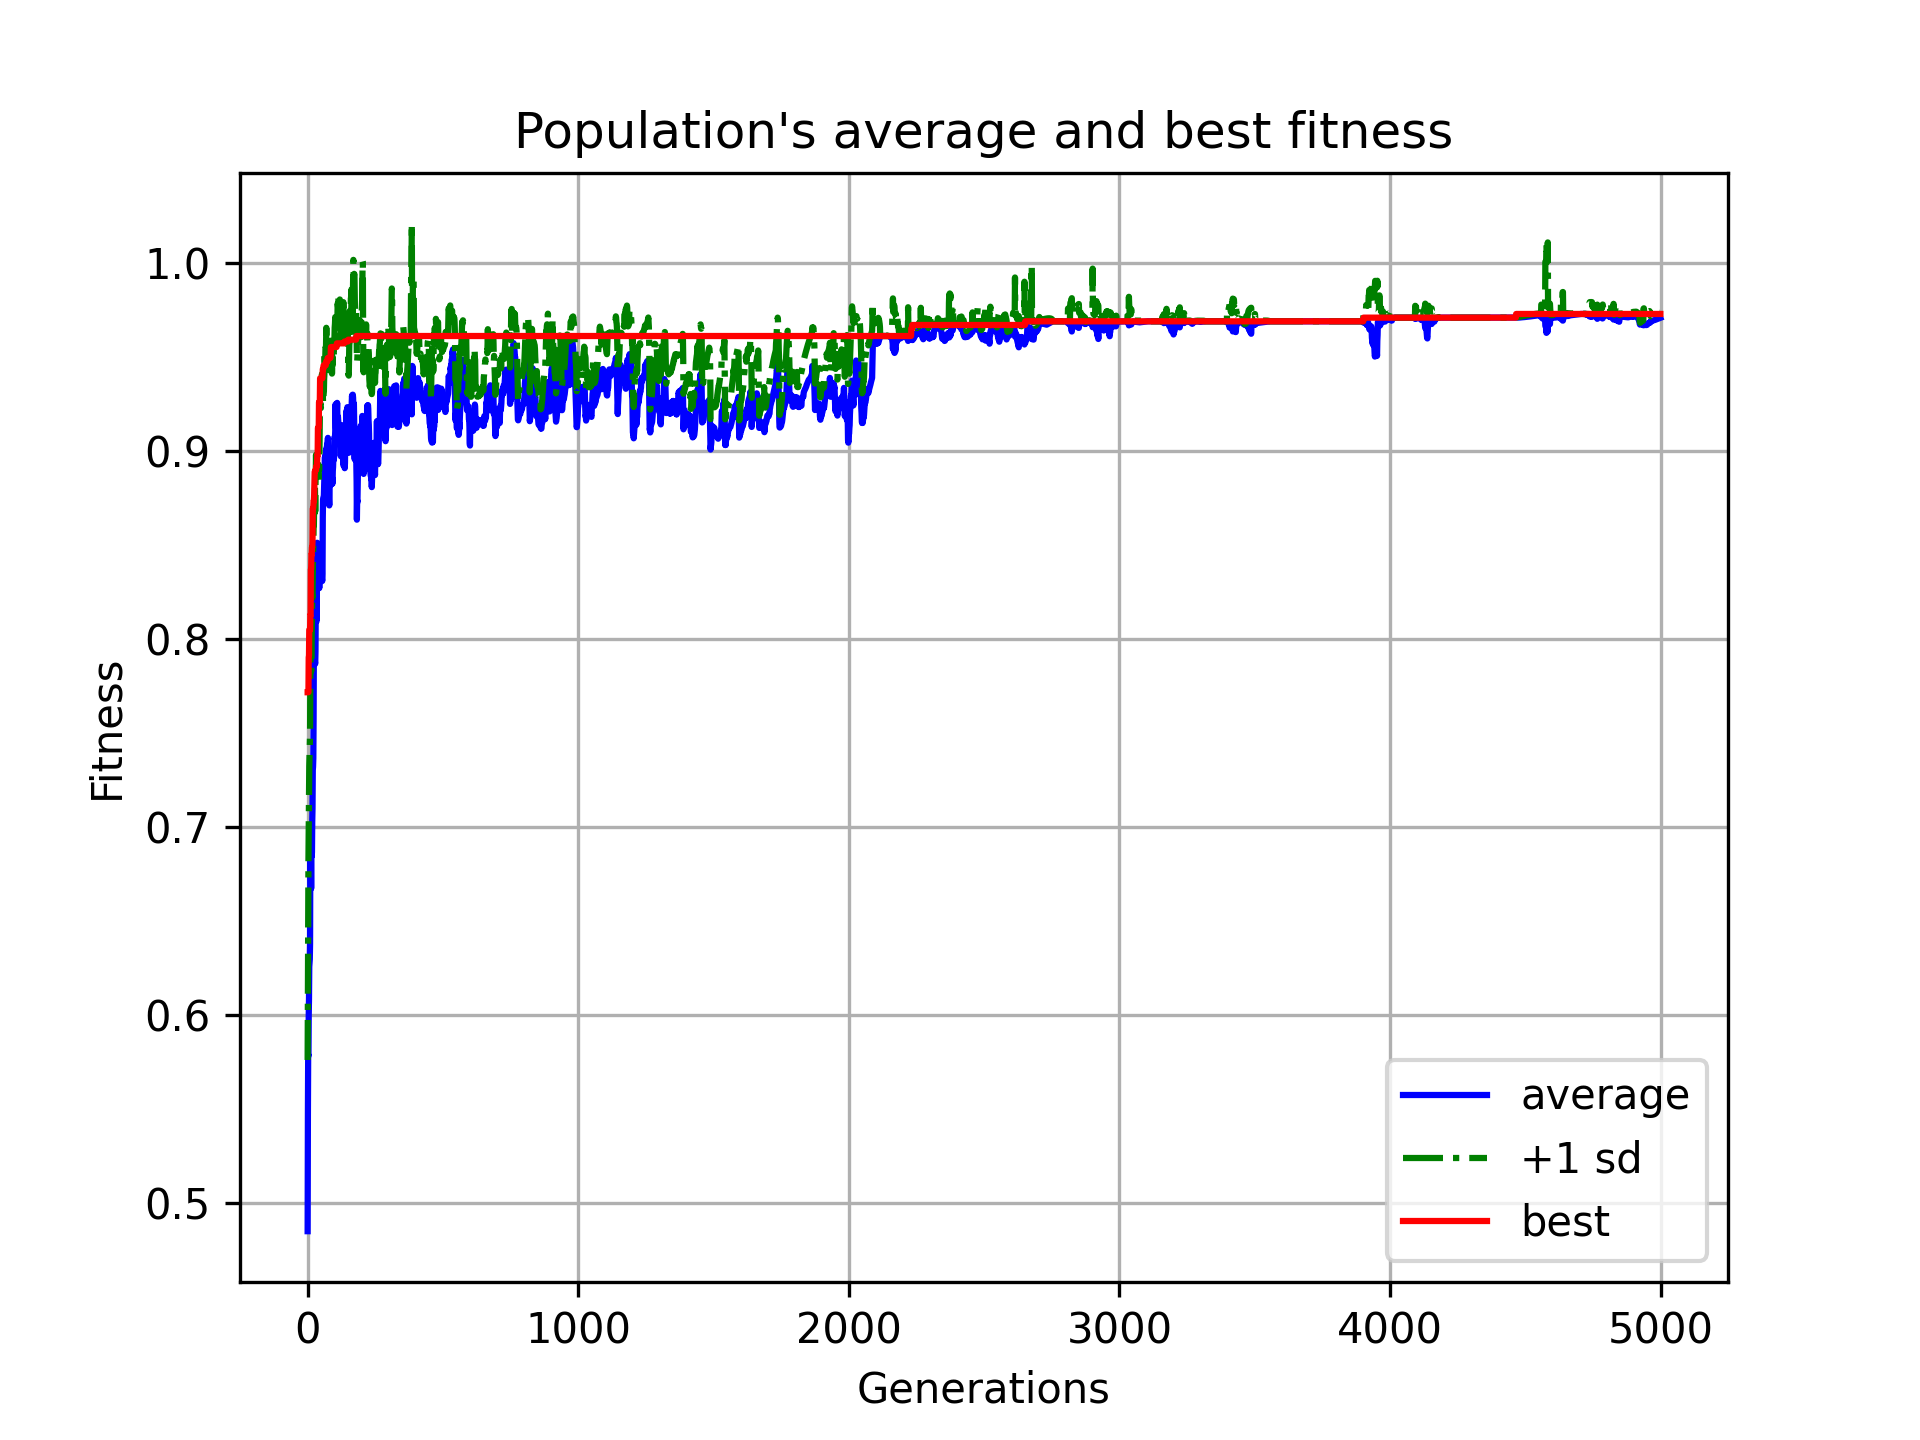 Population's average and best fitness
1.0
0.9
0.8
0.7
0.6
0.5
Fitness
average
+1 sd
best
0 1000 2000 3000 4000 5000
Generations